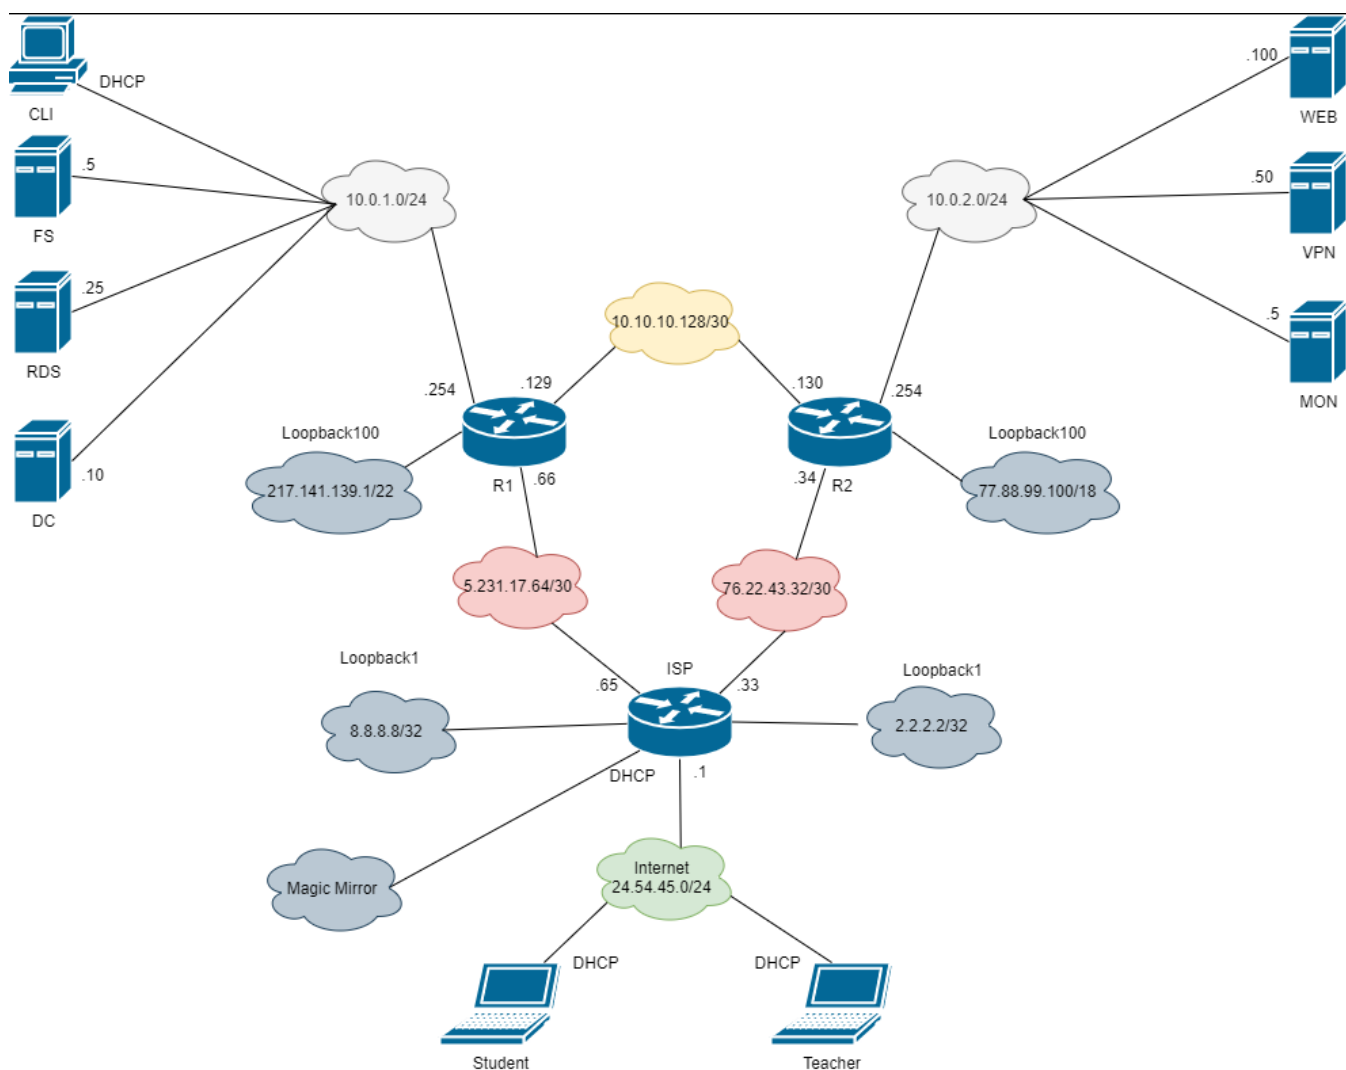 DHCP
CLI
.5
FS
.25
RDS
.10
DC
10.0.1.0/24
10.0.2.0/24
.100
WEB
.50
VPN
.5
MON
10.10.10.128/30
.254
.129
.130
.254
Loopback100
217.141.139.1/22
R1
.66
.34
R2
Loopback100
77.88.99.100/18
5.231.17.64/30
76.22.43.32/30
Loopback1
8.8.8.8/32
.65
ISP
.33
Loopback1
2.2.2.2/32
DHCP
.1
Magic Mirror
Internet
24.54.45.0/24
DHCP
DHCP
Student
Teacher